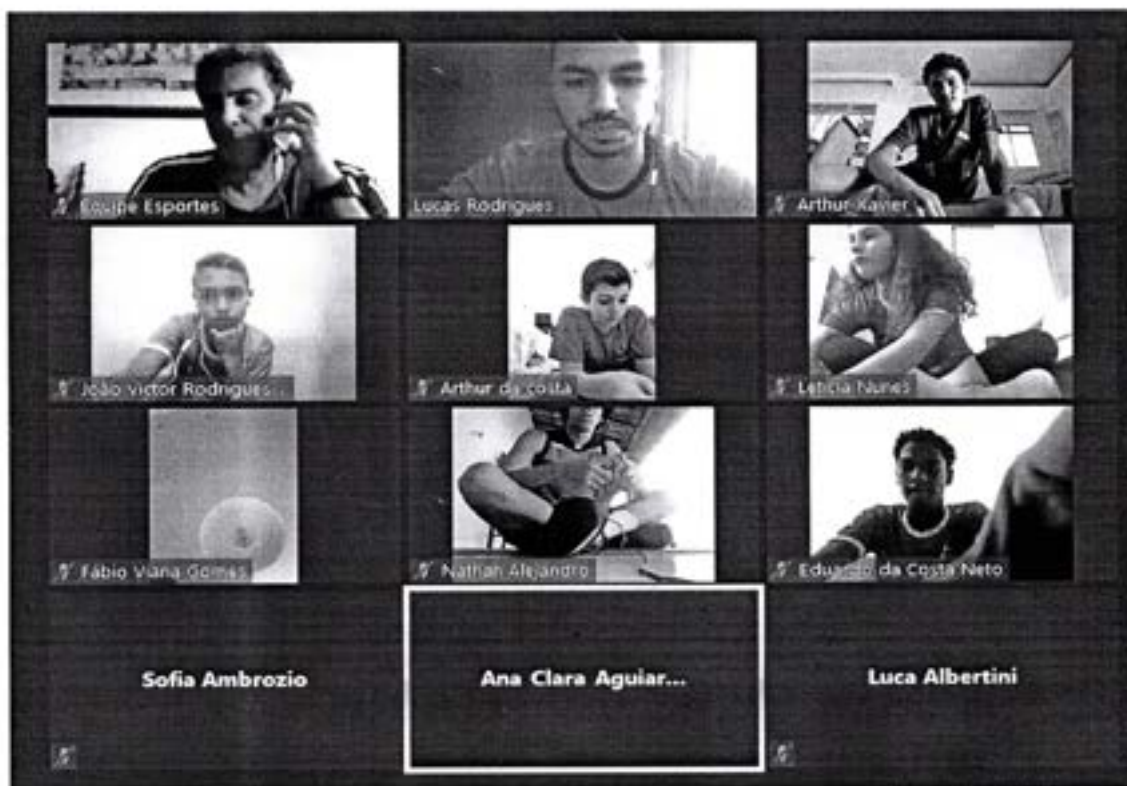 Equipe Esportes
Lucas Rodrigues
Arthur Xavier
João Victor Rodrigues...
Arthur da costa
Letícia Nunes
Fábio Viana Gomes
Nathan Alejandro
Eduardo da Costa Neto
Sofia Ambrozio
Ana Clara Aguiar...
Luca Albertini